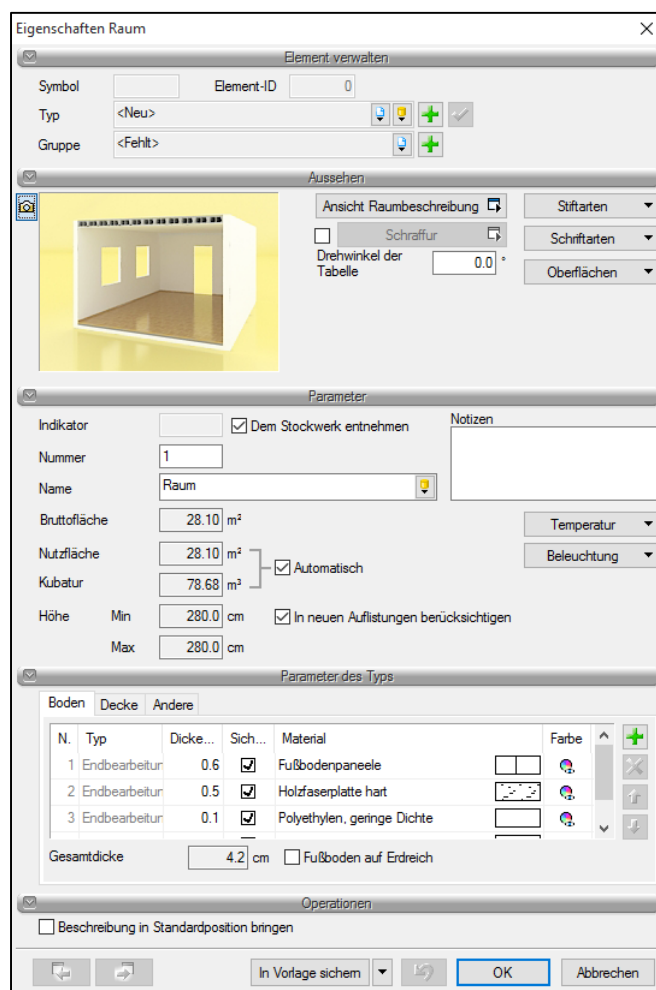 Eigenschaften Raum
Element verwalten
Symbol Element-ID 0
Typ <Neu>
Gruppe <Fehlt>
Aussehen
Ansicht Raumbeschreibung Stiftarten
Schraffur Schriftarten
Drehwinkel der Tabelle 0.0 ° Oberflächen
Parameter
Indikator Dem Stockwerk entnehmen Notizen
Nummer 1
Name Raum
Bruttofläche 28.10 m² Temperatur
Nutzfläche 28.10 m² Automatisch Beleuchtung
Kubatur 78.68 m³
Höhe Min 280.0 cm In neuen Auflistungen berücksichtigen
Max 280.0 cm
Parameter des Typs
Boden Decke Andere
N. Typ Dicke... Sich... Material Farbe
1 Endbearbeitur 0.6 Fußbodenpaneele
2 Endbearbeitur 0.5 Holzfaserplatte hart
3 Endbearbeitur 0.1 Polyethylen, geringe Dichte
Gesamtdicke 4.2 cm Fußboden auf Erdreich
Operationen
Beschreibung in Standardposition bringen
In Vorlage sichern OK Abbrechen